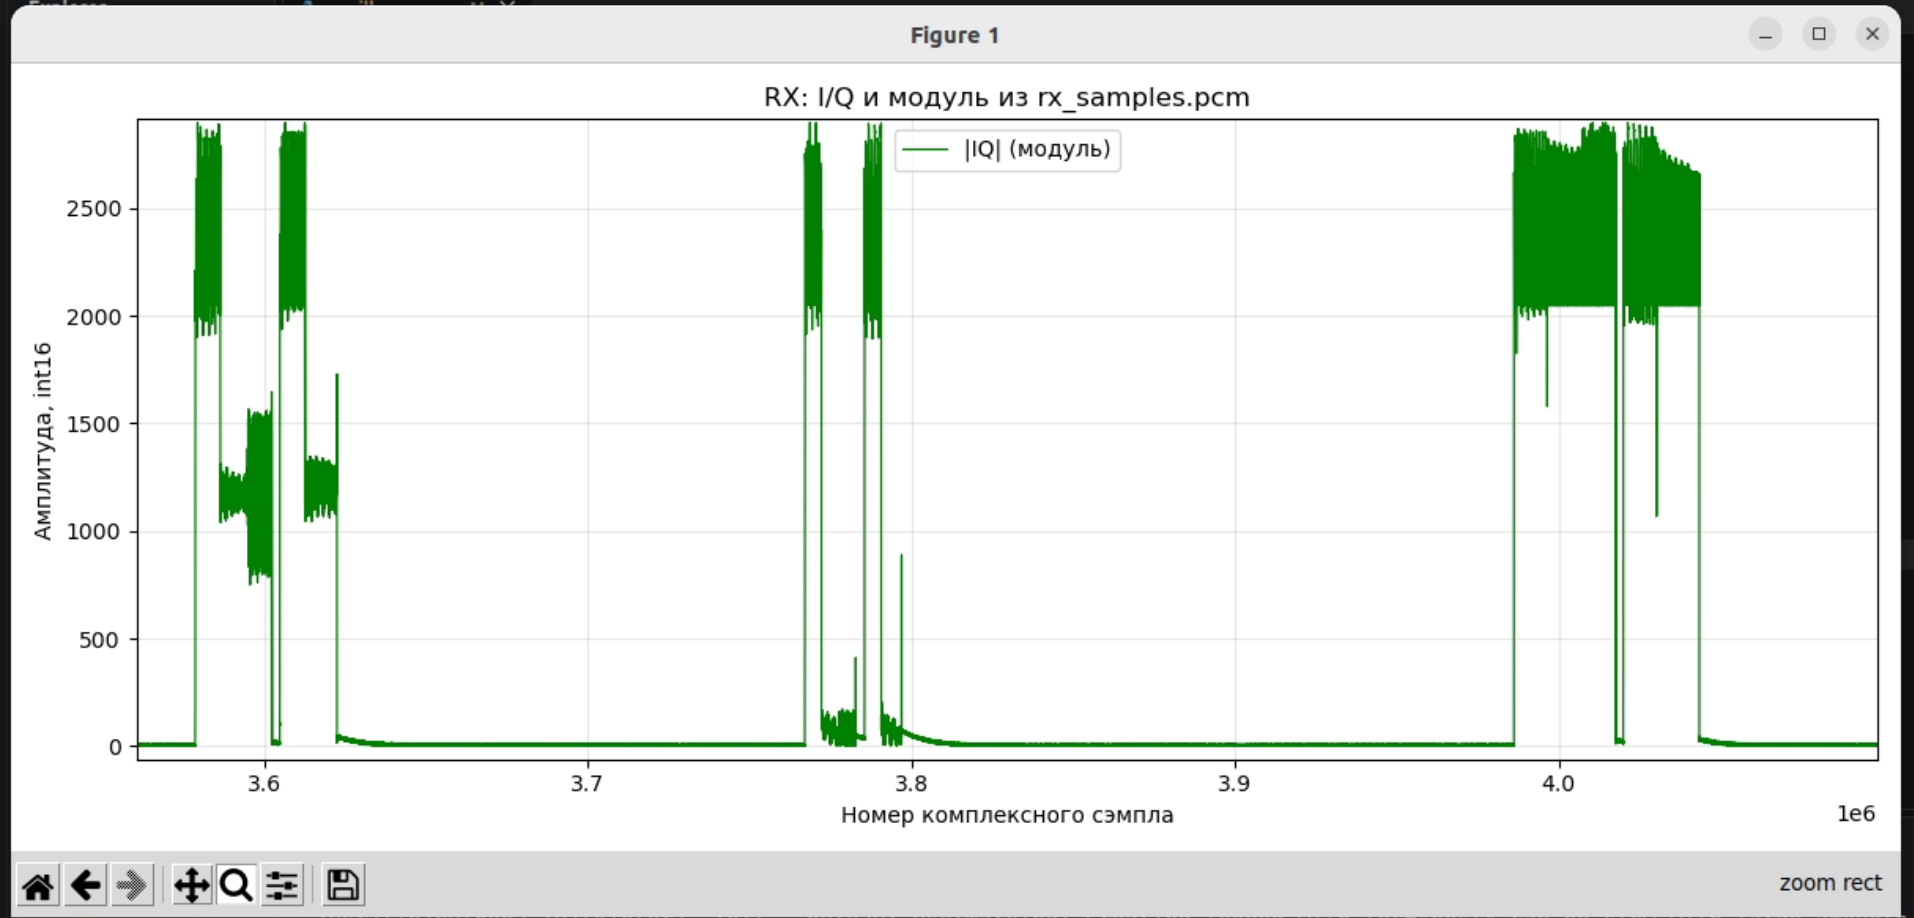 Figure 1
RX: I/Q и модуль из rx_samples.pcm
|IQ| (модуль)
Амплитуда, int16
2500
2000
1500
1000
500
0
3.6
3.7
3.8
3.9
4.0
1e6
Номер комплексного сэмпла
zoom rect